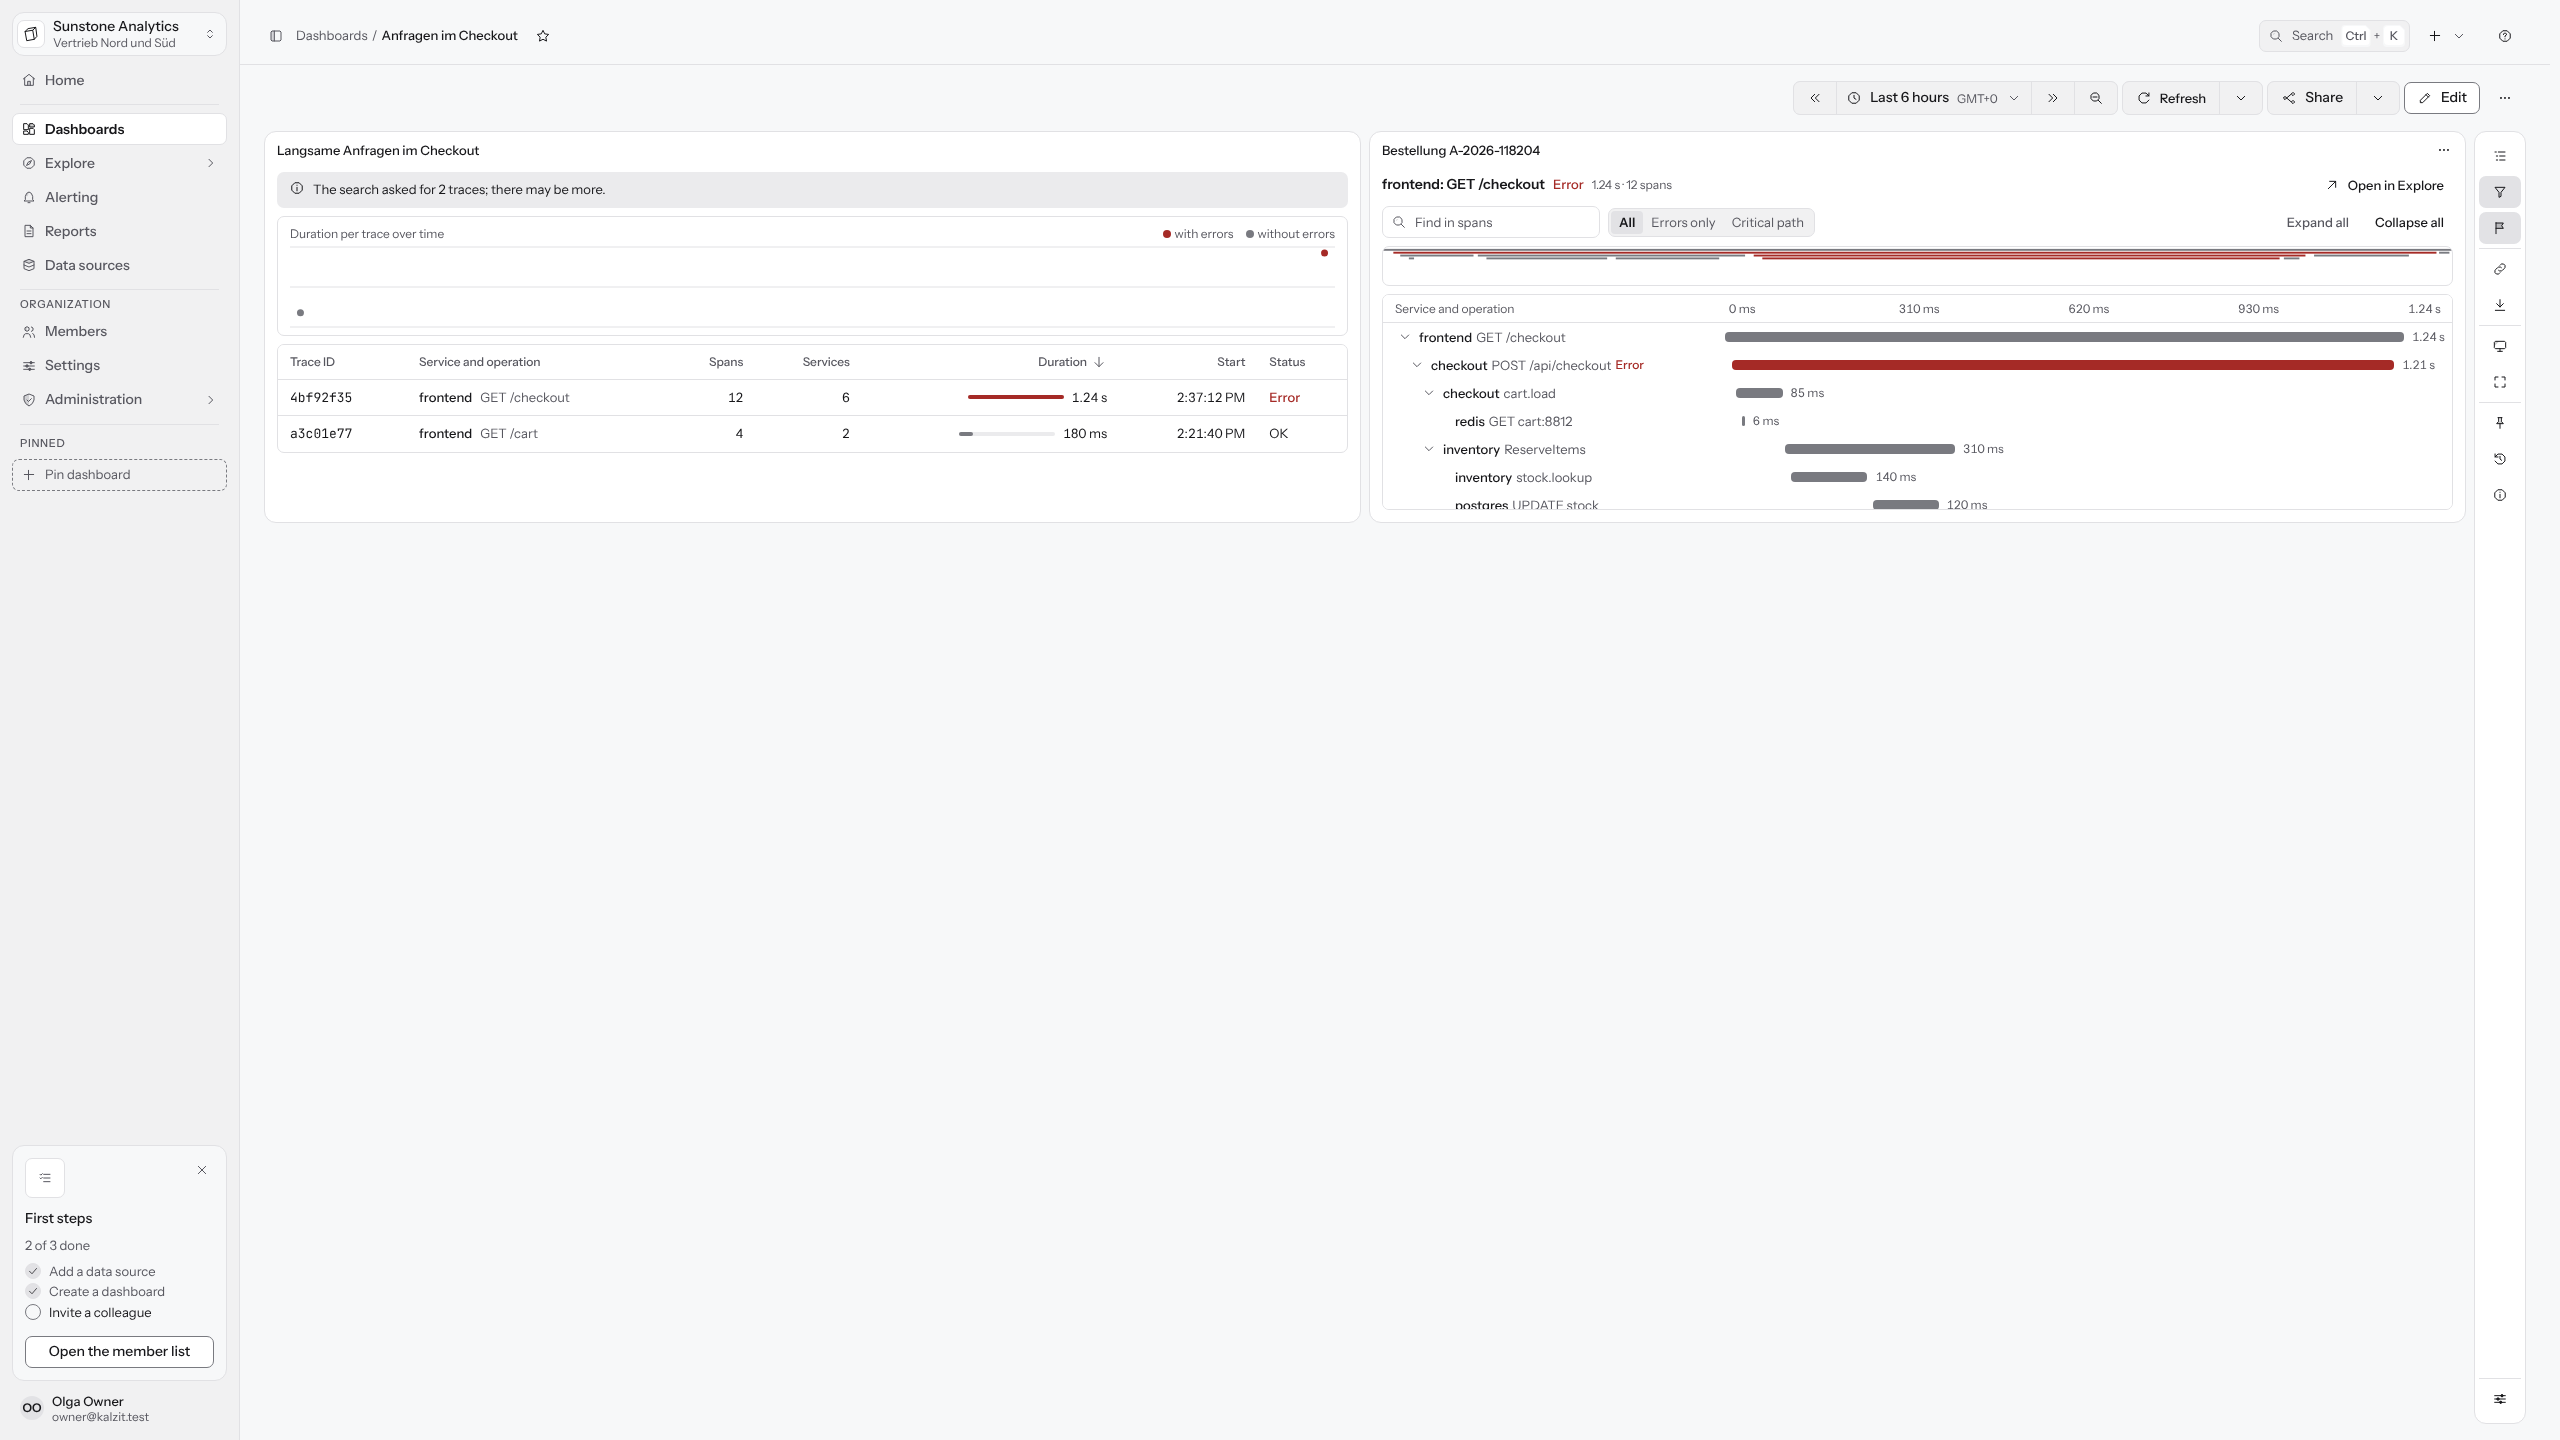 Sunstone Analytics
Vertrieb Nord und Süd
Home
Dashboards
Explore
Alerting
Reports
Data sources
ORGANIZATION
Members
Settings
Administration
PINNED
Pin dashboard
First steps
2 of 3 done
Add a data source
Create a dashboard
Invite a colleague
Open the member list
OO
Olga Owner
owner@kalzit.test
Dashboards / Anfragen im Checkout
Search Ctrl + K
Last 6 hours GMT+0
Refresh
Share
Edit
Langsame Anfragen im Checkout
The search asked for 2 traces; there may be more.
Duration per trace over time
with errors
without errors
Trace ID Service and operation Spans Services Duration Start Status
4bf92f35 frontend GET /checkout 12 6 1.24 s 2:37:12 PM Error
a3c01e77 frontend GET /cart 4 2 180 ms 2:21:40 PM OK
Bestellung A-2026-118204
frontend: GET /checkout Error 1.24 s · 12 spans
Open in Explore
Find in spans
All Errors only Critical path
Expand all Collapse all
Service and operation 0 ms 310 ms 620 ms 930 ms 1.24 s
frontend GET /checkout 1.24 s
checkout POST /api/checkout Error 1.21 s
checkout cart.load 85 ms
redis GET cart:8812 6 ms
inventory ReserveItems 310 ms
inventory stock.lookup 140 ms
postgres UPDATE stock 120 ms